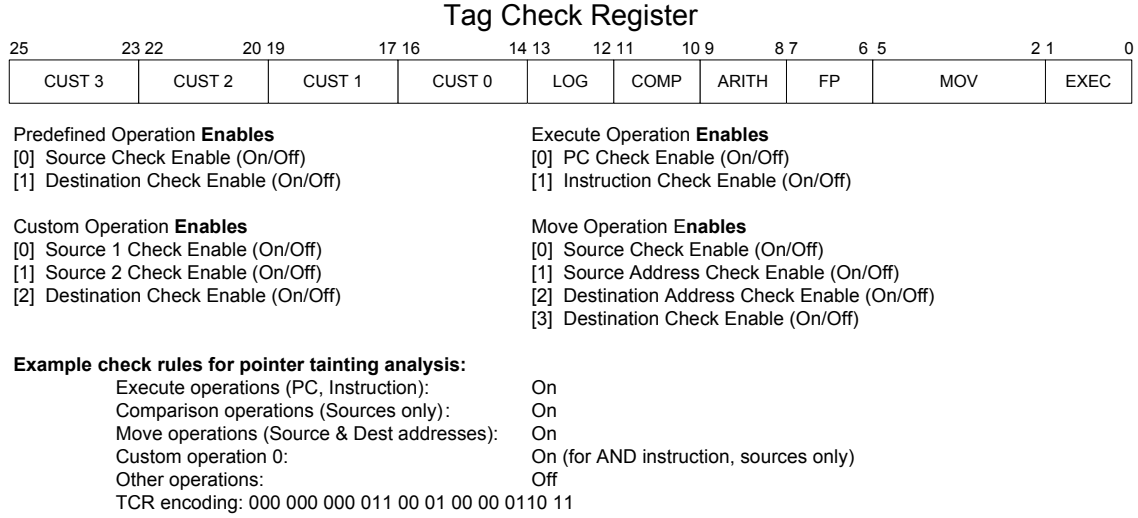 Tag Check Register
25 23 22 20 19 17 16 14 13 12 11 10 9 8 7 6 5 2 1 0
CUST 3 CUST 2 CUST 1 CUST 0 LOG COMP ARITH FP MOV EXEC
Predefined Operation Enables
[0] Source Check Enable (On/Off)
[1] Destination Check Enable (On/Off)
Execute Operation Enables
[0] PC Check Enable (On/Off)
[1] Instruction Check Enable (On/Off)
Custom Operation Enables
[0] Source 1 Check Enable (On/Off)
[1] Source 2 Check Enable (On/Off)
[2] Destination Check Enable (On/Off)
Move Operation Enables
[0] Source Check Enable (On/Off)
[1] Source Address Check Enable (On/Off)
[2] Destination Address Check Enable (On/Off)
[3] Destination Check Enable (On/Off)
Example check rules for pointer tainting analysis:
Execute operations (PC, Instruction): On
Comparison operations (Sources only): On
Move operations (Source & Dest addresses): On
Custom operation 0: On (for AND instruction, sources only)
Other operations: Off
TCR encoding: 000 000 000 011 00 01 00 00 0110 11